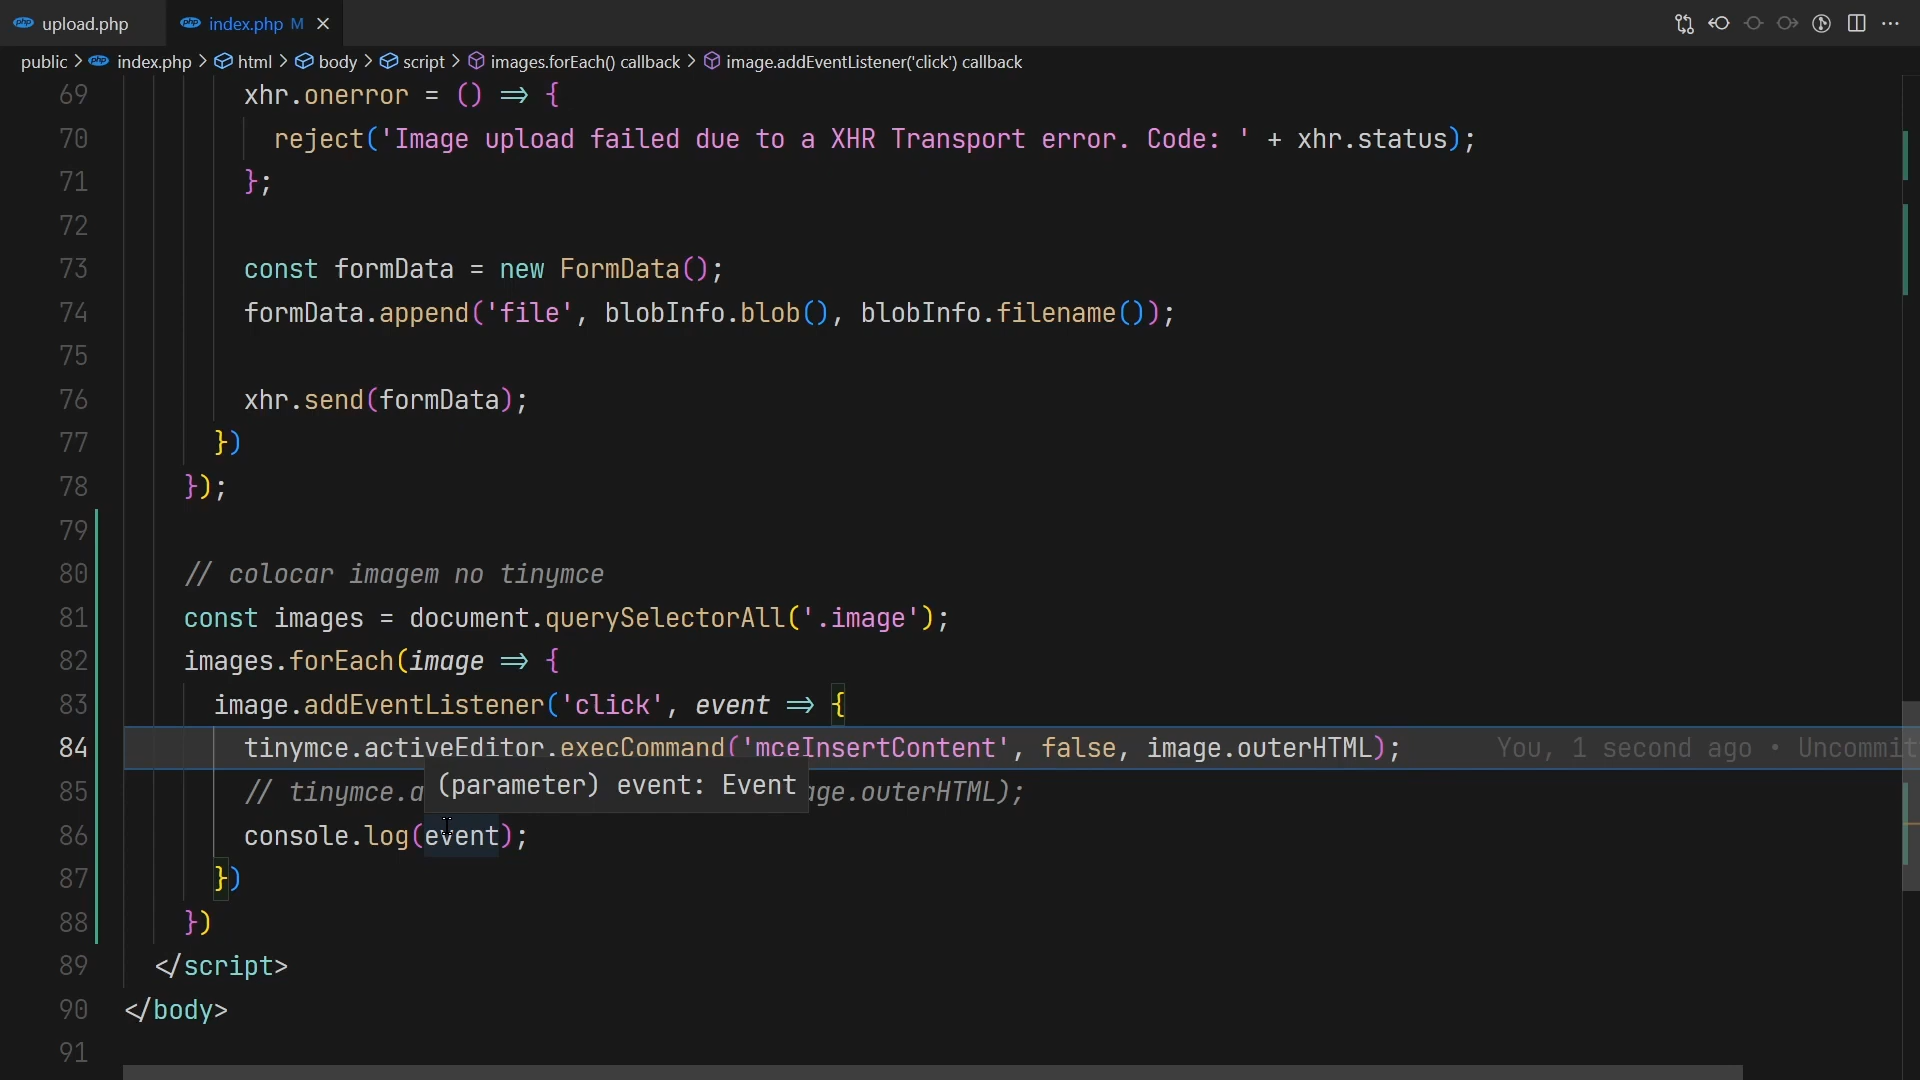 upload.php
index.php M
public > index.php > html > body > script > images.forEach() callback > image.addEventListener('click') callback
69 xhr.onerror = () => {
70 reject('Image upload failed due to a XHR Transport error. Code: ' + xhr.status);
71 };
72
73 const formData = new FormData();
74 formData.append('file', blobInfo.blob(), blobInfo.filename());
75
76 xhr.send(formData);
77 })
78 });
79
80 // colocar imagem no tinymce
81 const images = document.querySelectorAll('.image');
82 images.forEach(image => {
83 image.addEventListener('click', event => {
84 tinymce.activeEditor.execCommand('mceInsertContent', false, image.outerHTML); You, 1 second ago • Uncommit
(parameter) event: Event
85 // tinymce.a age.outerHTML);
86 console.log(event);
87 })
88 })
89 </script>
90 </body>
91